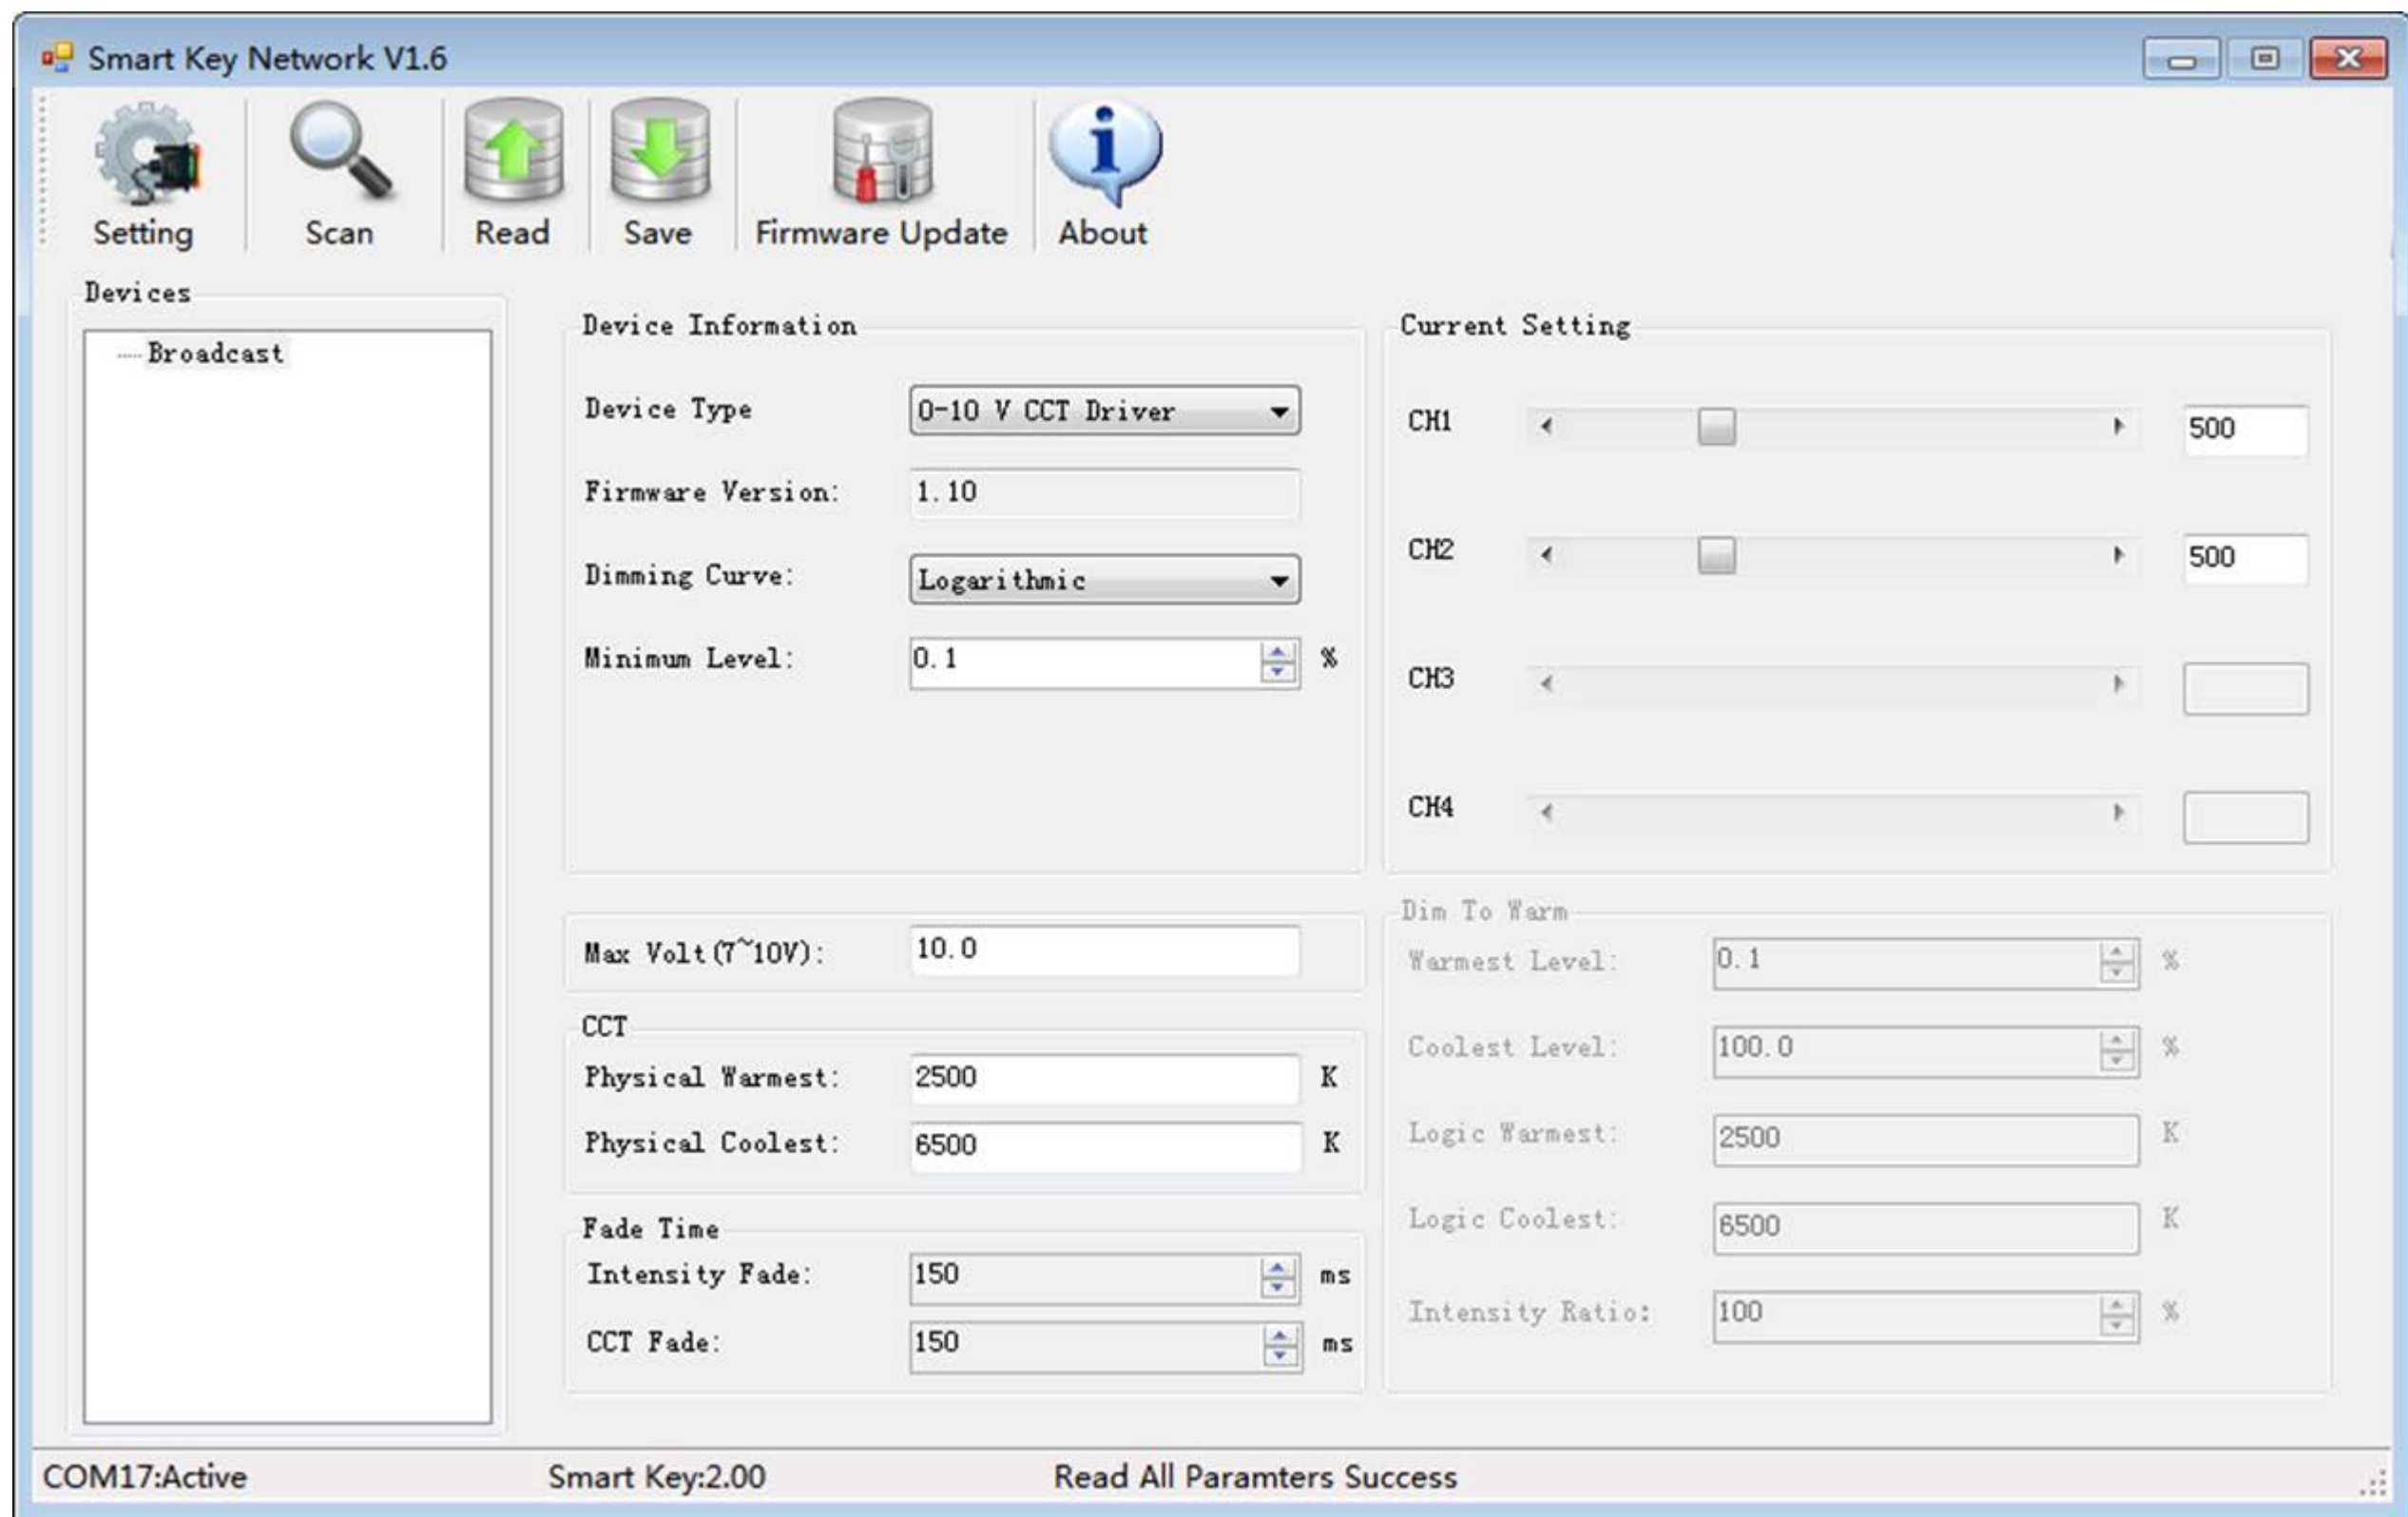 Smart Key Network V1.6
Setting
Scan
Read
Save
Firmware Update
About
Devices
Broadcast
Device Information
Device Type
0-10 V CCT Driver
Firmware Version:
1.10
Dimming Curve:
Logarithmic
Minimum Level:
0.1
%
Current Setting
CH1
500
CH2
500
CH3
CH4
Max Volt(7~10V):
10.0
CCT
Physical Warmest:
2500
K
Physical Coolest:
6500
K
Fade Time
Intensity Fade:
150
ms
CCT Fade:
150
ms
Dim To Warm
Warmest Level:
0.1
%
Coolest Level:
100.0
%
Logic Warmest:
2500
K
Logic Coolest:
6500
K
Intensity Ratio:
100
%
COM17:Active
Smart Key:2.00
Read All Paramters Success